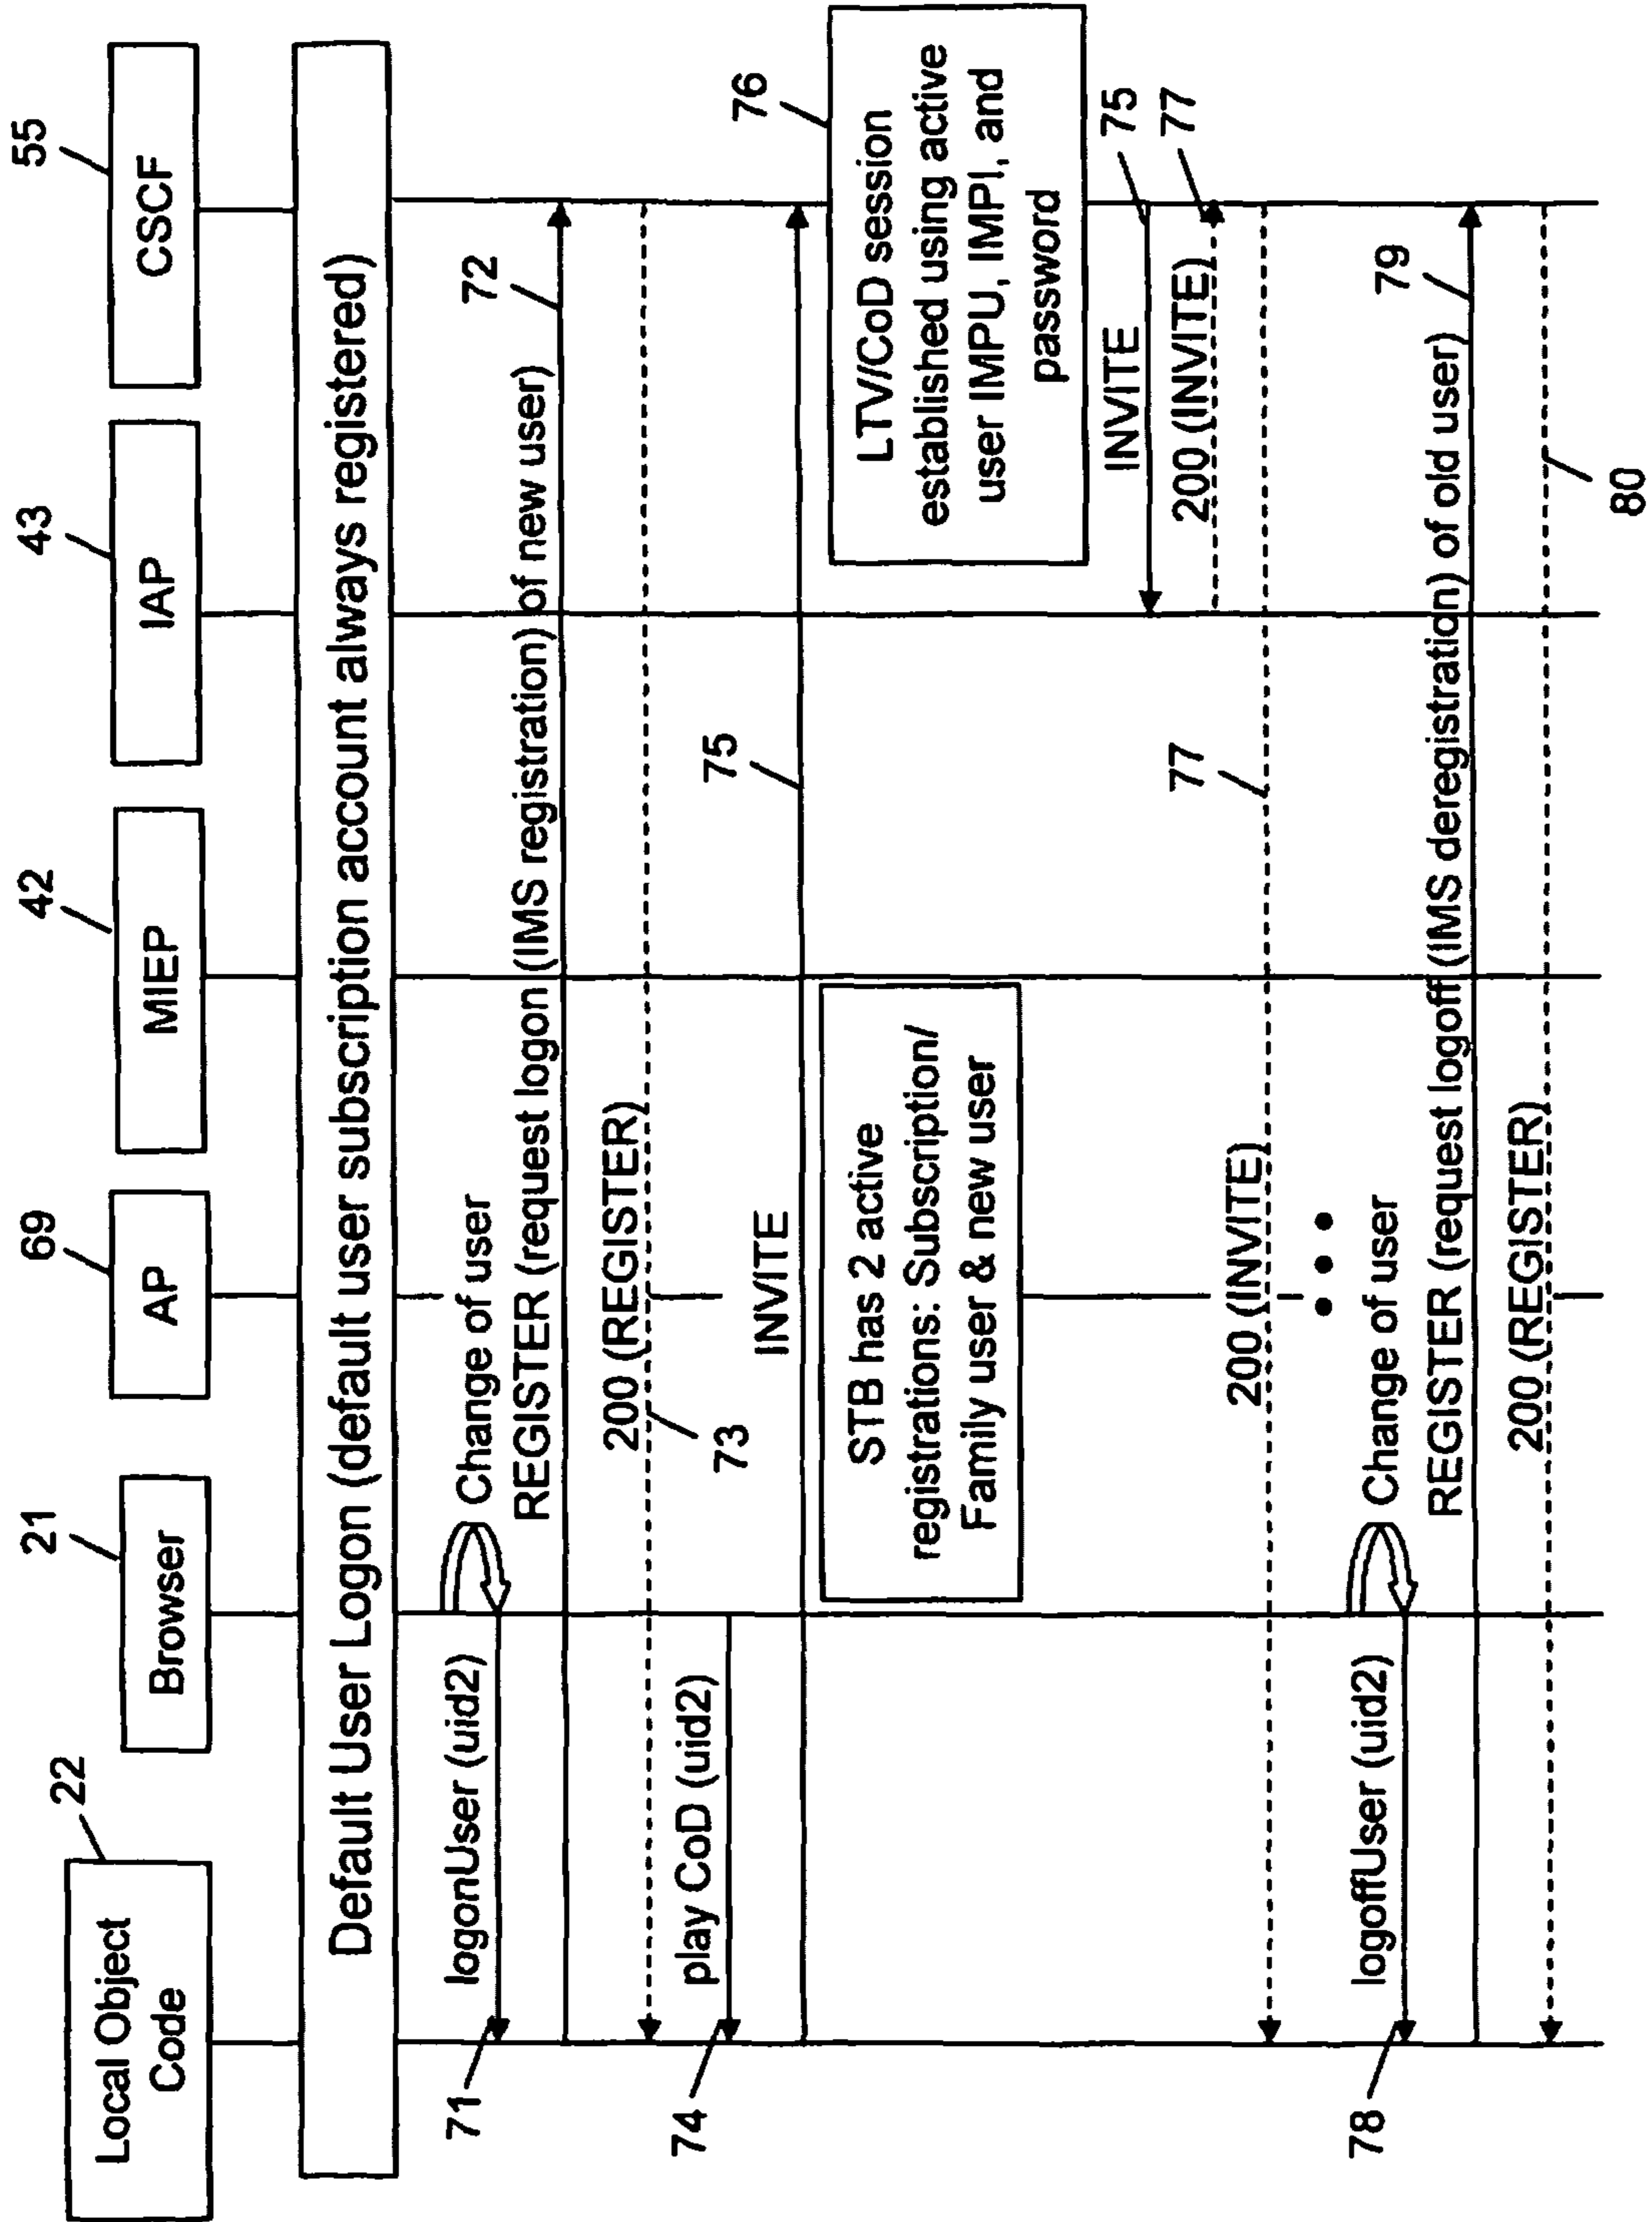 22
21
69
42
43
55
Local Object
Code
Browser
AP
MIEP
IAP
CSCF
Default User Logon (default user subscription account always registered)
71
logonUser (uid2)
Change of user
REGISTER (request logon (IMS registration) of new user)
72
200 (REGISTER)
73
74
play CoD (uid2)
INVITE
75
STB has 2 active
registrations: Subscription/
Family user & new user
76
LTV/CoD session
established using active
user IMPU, IMPI, and
password
INVITE
75
200 (INVITE)
77
200 (INVITE)
77
78
logoffUser (uid2)
Change of user
REGISTER (request logoff (IMS deregistration) of old user)
79
200 (REGISTER)
80